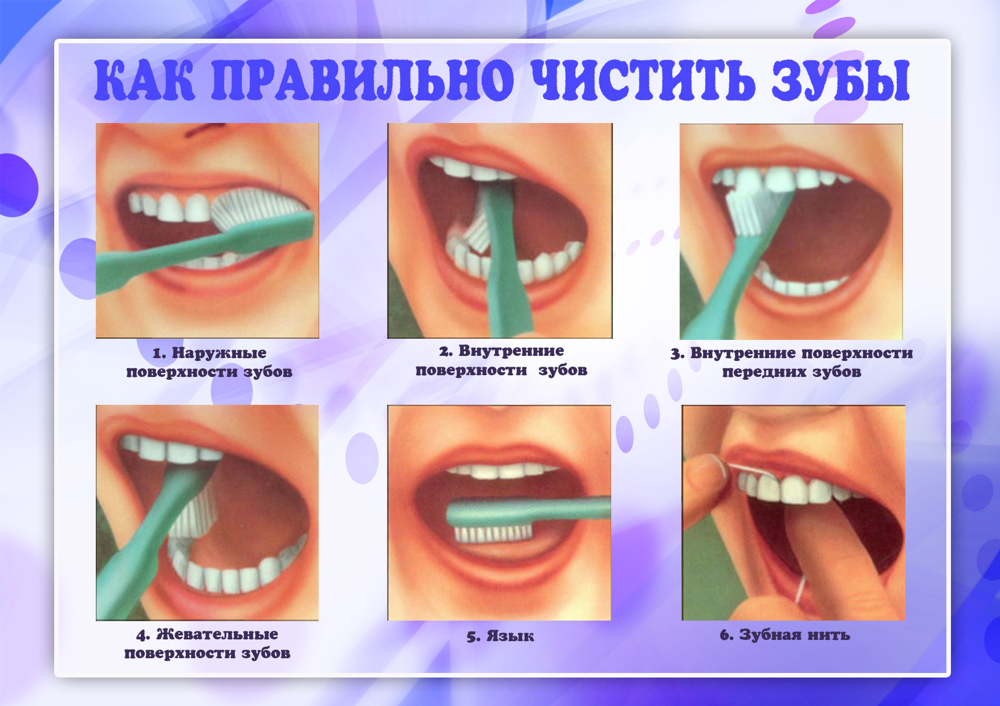 КАК ПРАВИЛЬНО ЧИСТИТЬ ЗУБЫ
1. Наружные
поверхности зубов
2. Внутренние
поверхности зубов
3. Внутренние поверхности
передних зубов
4. Жевательные
поверхности зубов
5. Язык
6. Зубная нить